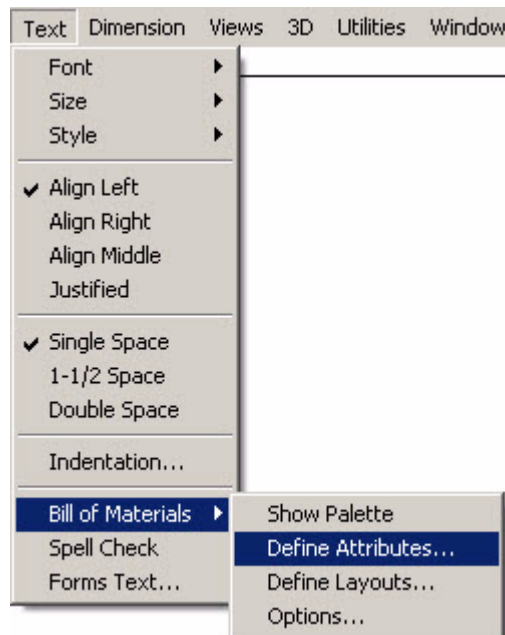 Text Dimension Views 3D Utilities Window
Font
Size
Style
Align Left
Align Right
Align Middle
Justified
Single Space
1-1/2 Space
Double Space
Indentation...
Bill of Materials
Show Palette
Spell Check
Define Attributes...
Forms Text...
Define Layouts...
Options...